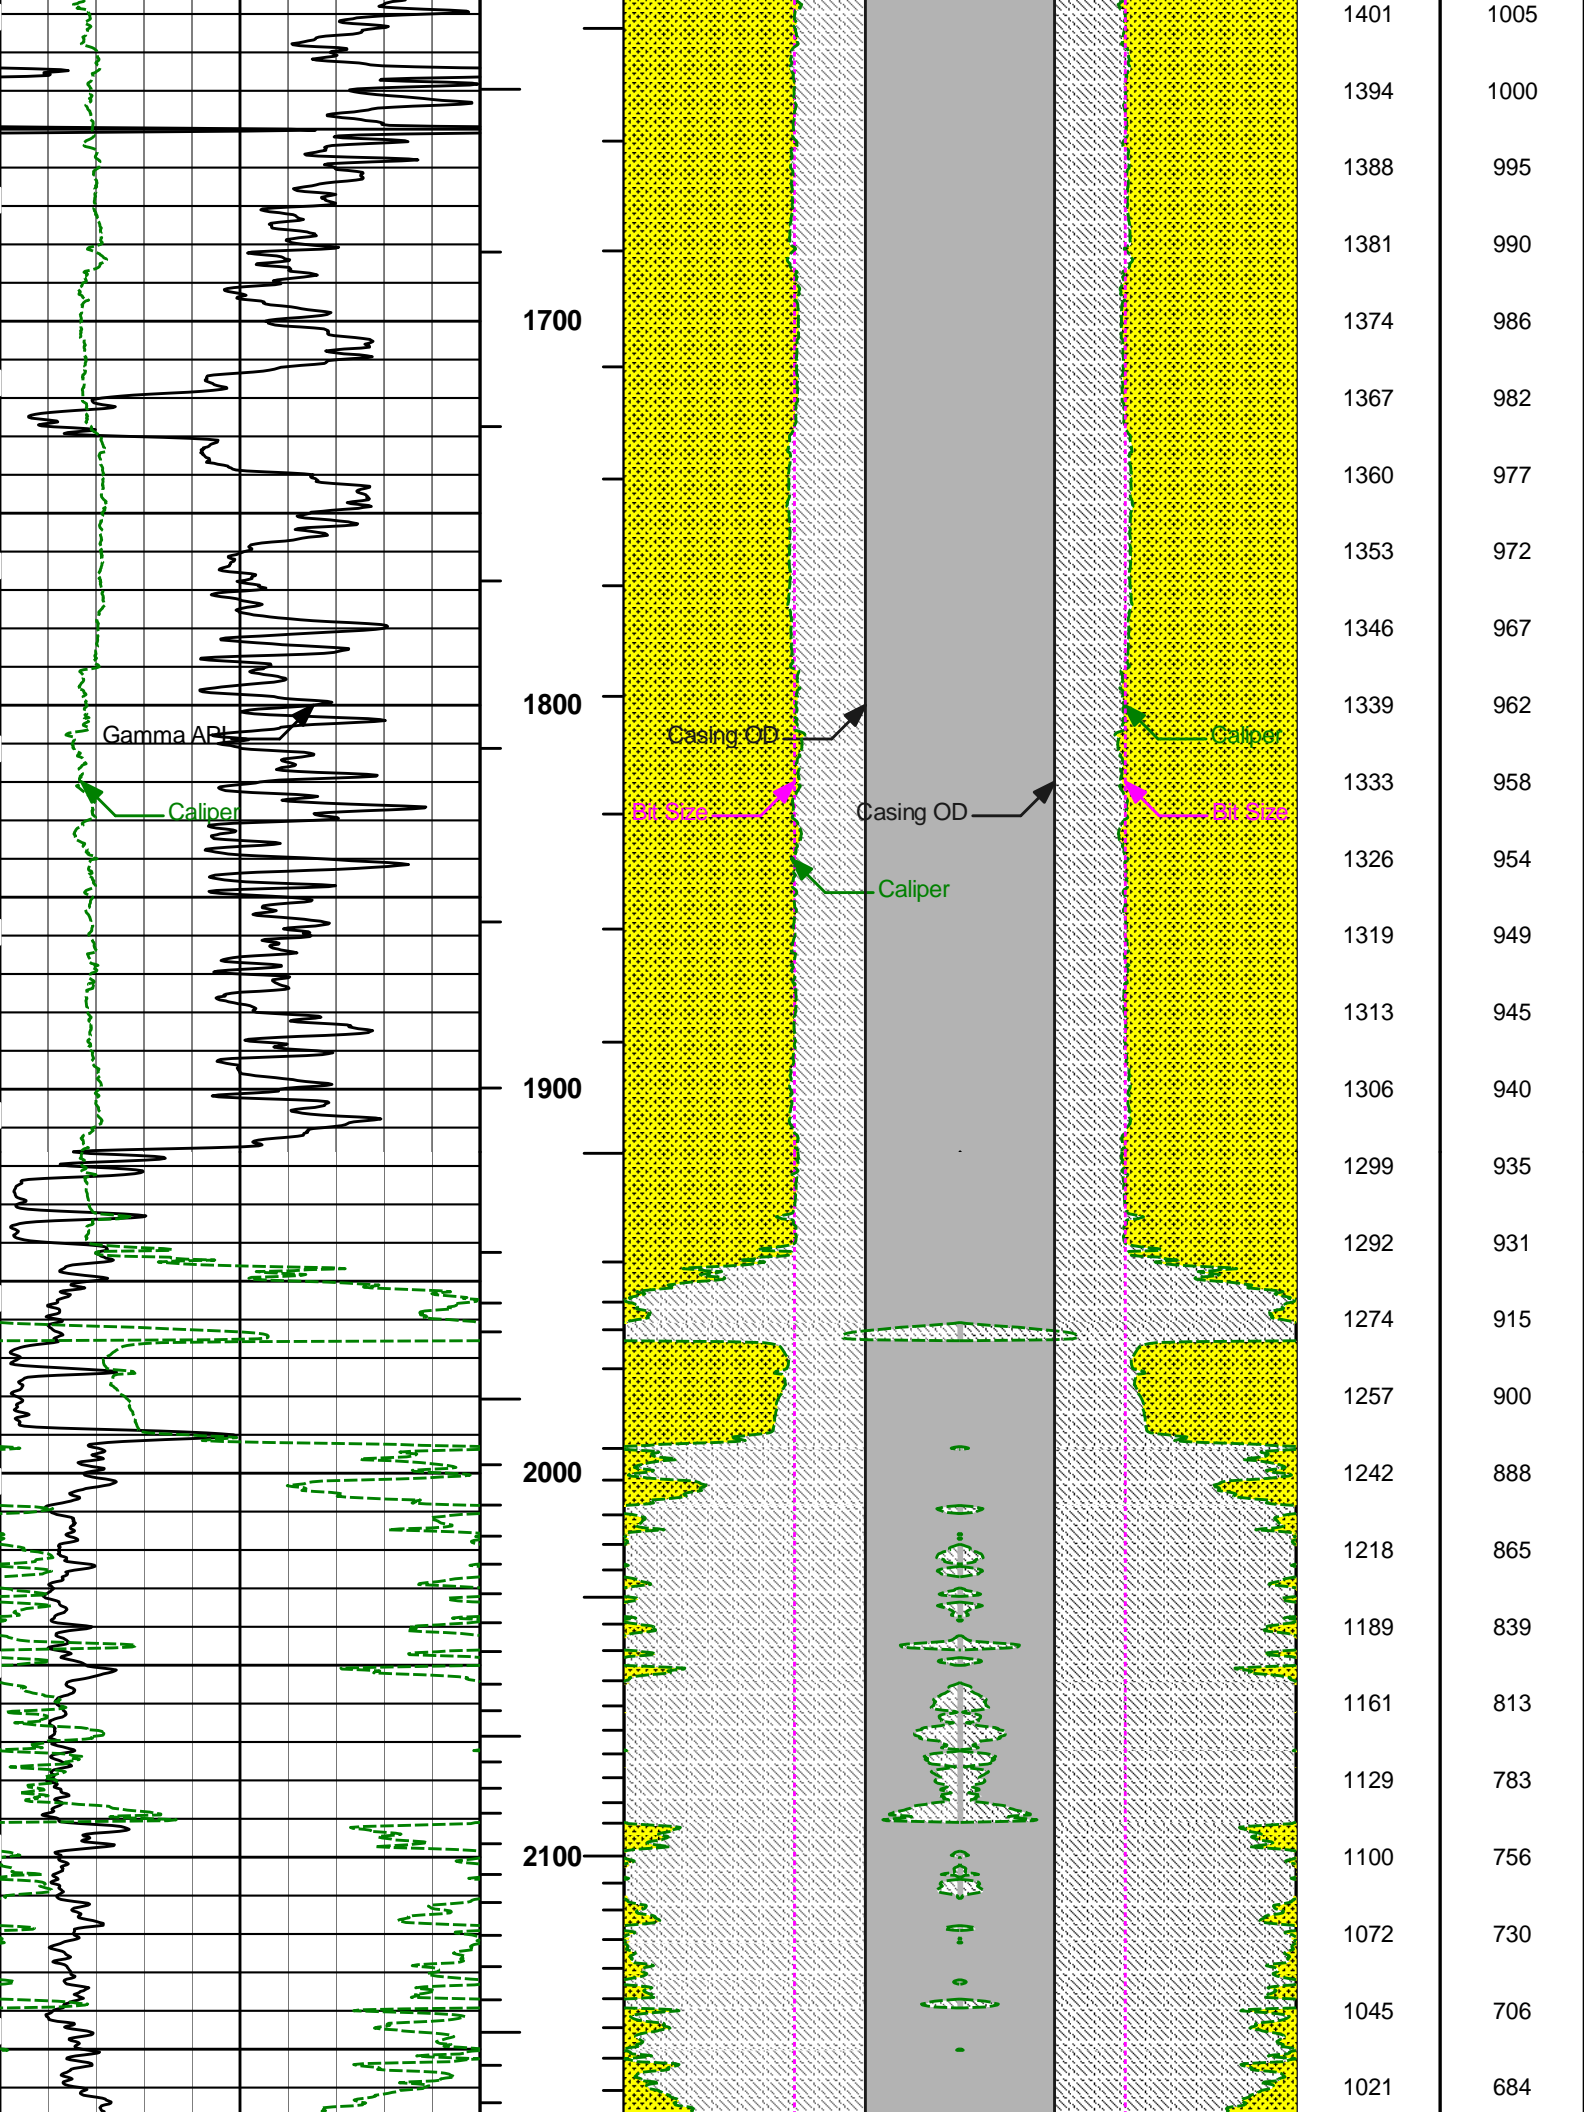 1401 1005
1394 1000
1388 995
1381 990
1700 1374 986
1367 982
1360 977
1353 972
1346 967
1800 1339 962
Gamma API Casing OD Caliper
1333 958
Caliper Bit Size Casing OD Bit Size
1326 954
Caliper
1319 949
1313 945
1900 1306 940
1299 935
1292 931
1274 915
1257 900
2000 1242 888
1218 865
1189 839
1161 813
1129 783
2100 1100 756
1072 730
1045 706
1021 684